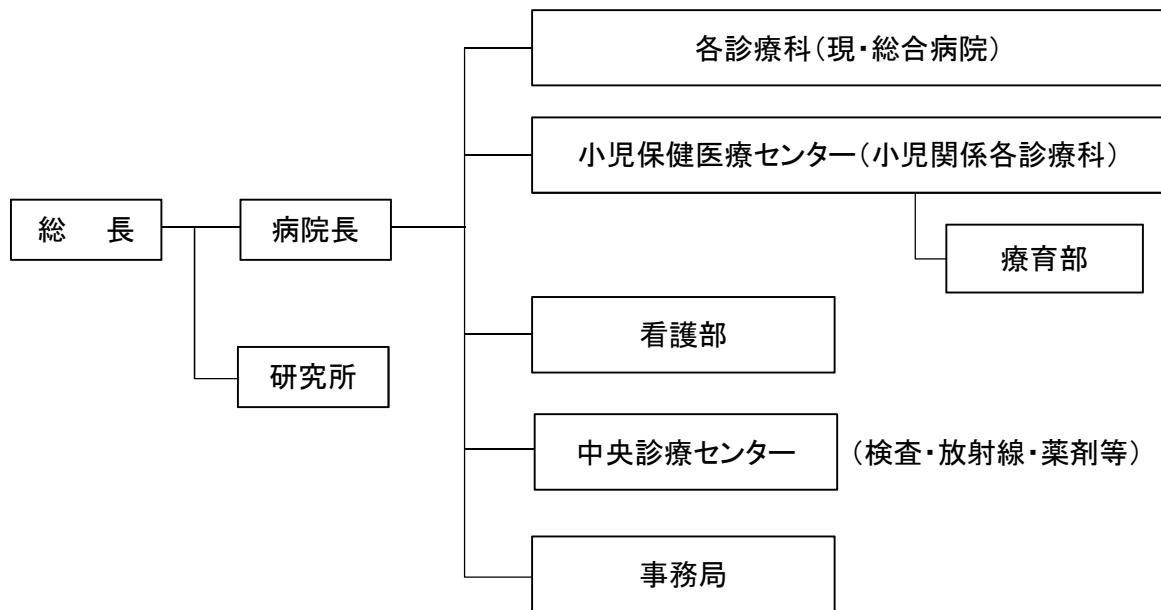 各診療科(現・総合病院)
小児保健医療センター(小児関係各診療科)
総　長
病院長
療育部
看護部
研究所
中央診療センター (検査・放射線・薬剤等)
事務局